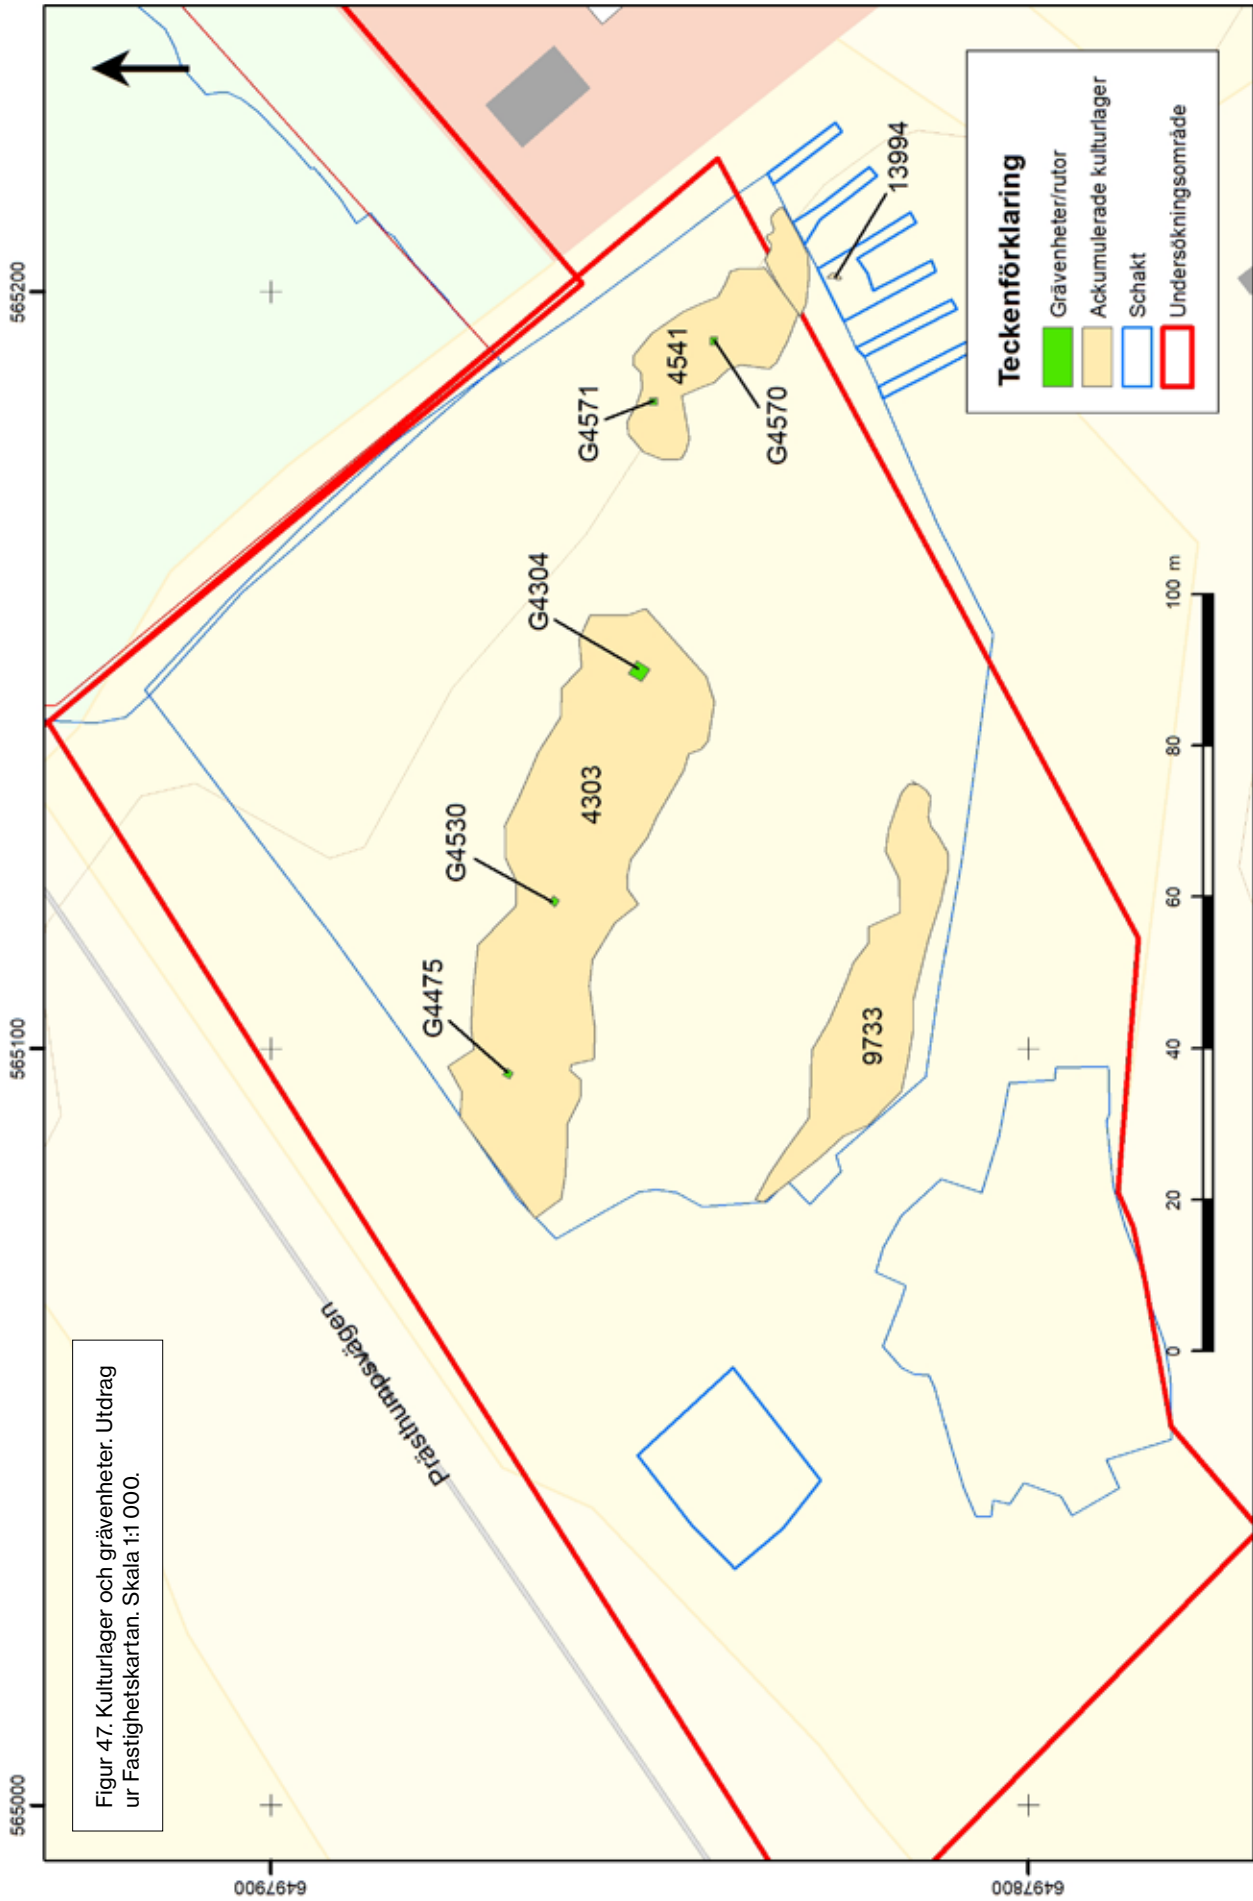 Figur 47. Kulturlager och grävenheter. Utdrag
ur Fastighetskartan. Skala 1:1 000.
565000
565100
565200
6497900
6497800
Prästhumpsvägen
G4475
G4530
G4304
4303
G4571
4541
G4570
13994
9733
Teckenförklaring
Grävenheter/rutor
Ackumulerade kulturlager
Schakt
Undersökningsområde
0 20 40 60 80 100 m